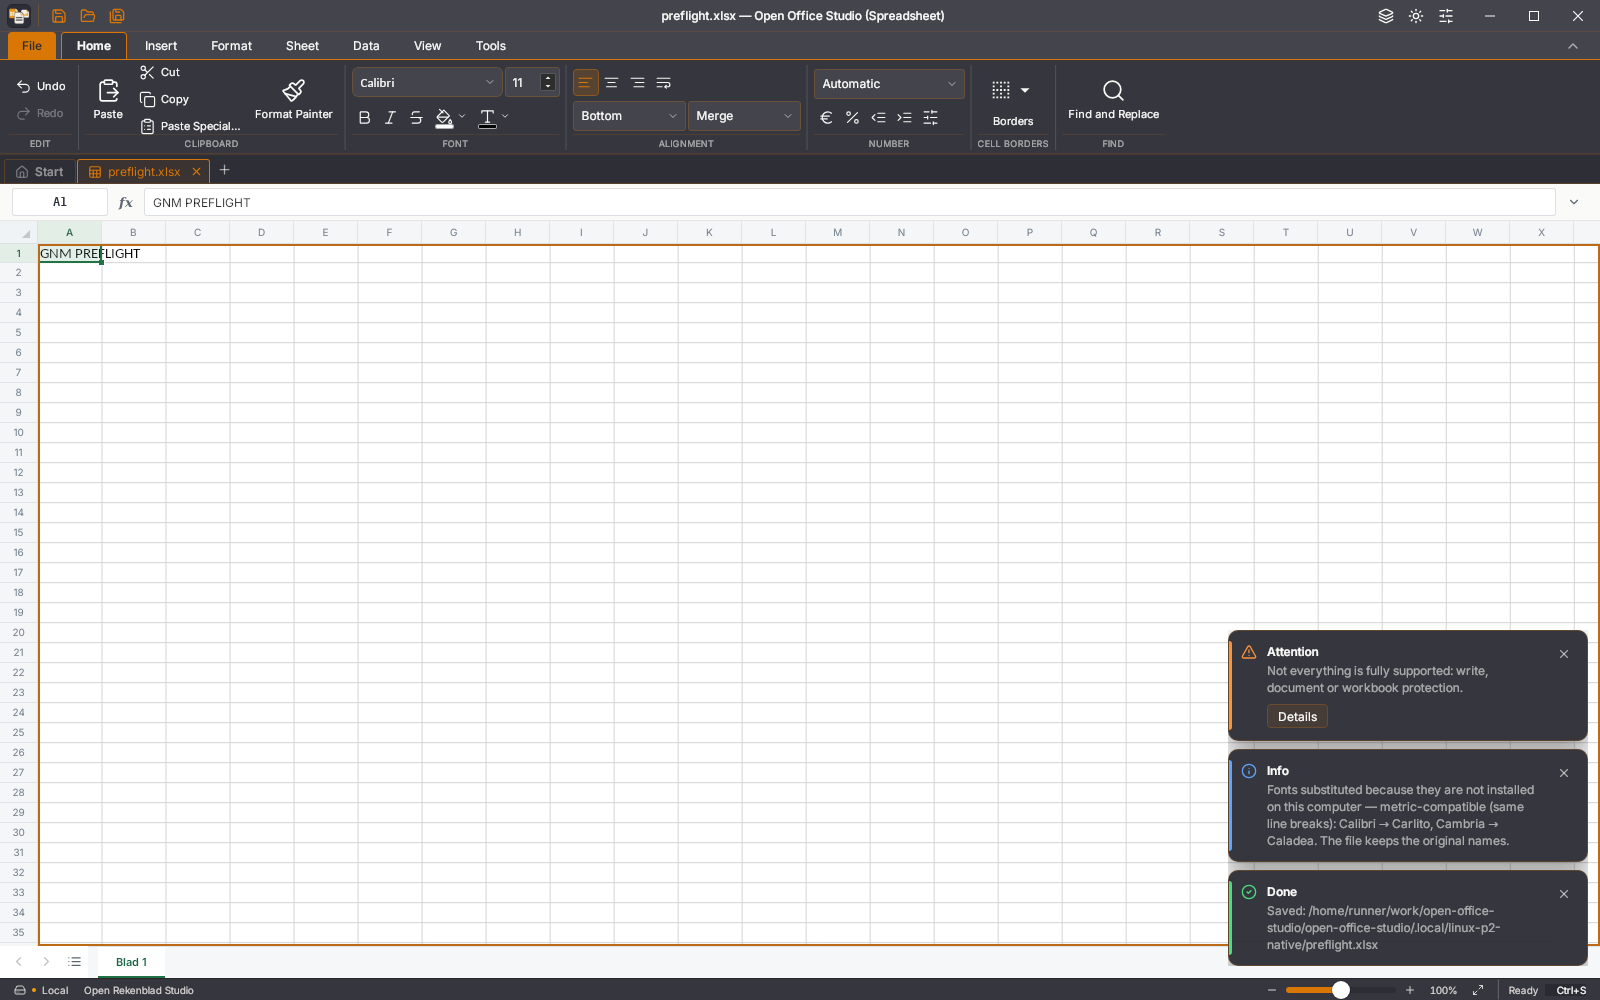 preflight.xlsx — Open Office Studio (Spreadsheet)
File Home Insert Format Sheet Data View Tools
Undo
Redo
EDIT
Paste
Cut
Copy
Paste Special...
Format Painter
CLIPBOARD
Calibri 11
B I S T
FONT
Bottom Merge
ALIGNMENT
Automatic
€ %
NUMBER
Borders
CELL BORDERS
Find and Replace
FIND
Start preflight.xlsx
A1 fx GNM PREFLIGHT
A B C D E F G H I J K L M N O P Q R S T U V W X
1 GNM PREFLIGHT
2
3
4
5
6
7
8
9
10
11
12
13
14
15
16
17
18
19
20
21
22
23
24
25
26
27
28
29
30
31
32
33
34
35
Attention
Not everything is fully supported: write,
document or workbook protection.
Details
Info
Fonts substituted because they are not installed
on this computer — metric-compatible (same
line breaks): Calibri → Carlito, Cambria →
Caladea. The file keeps the original names.
Done
Saved: /home/runner/work/open-office-
studio/open-office-studio/.local/linux-p2-
native/preflight.xlsx
Blad 1
Local Open Rekenblad Studio 100% Ready Ctrl+S